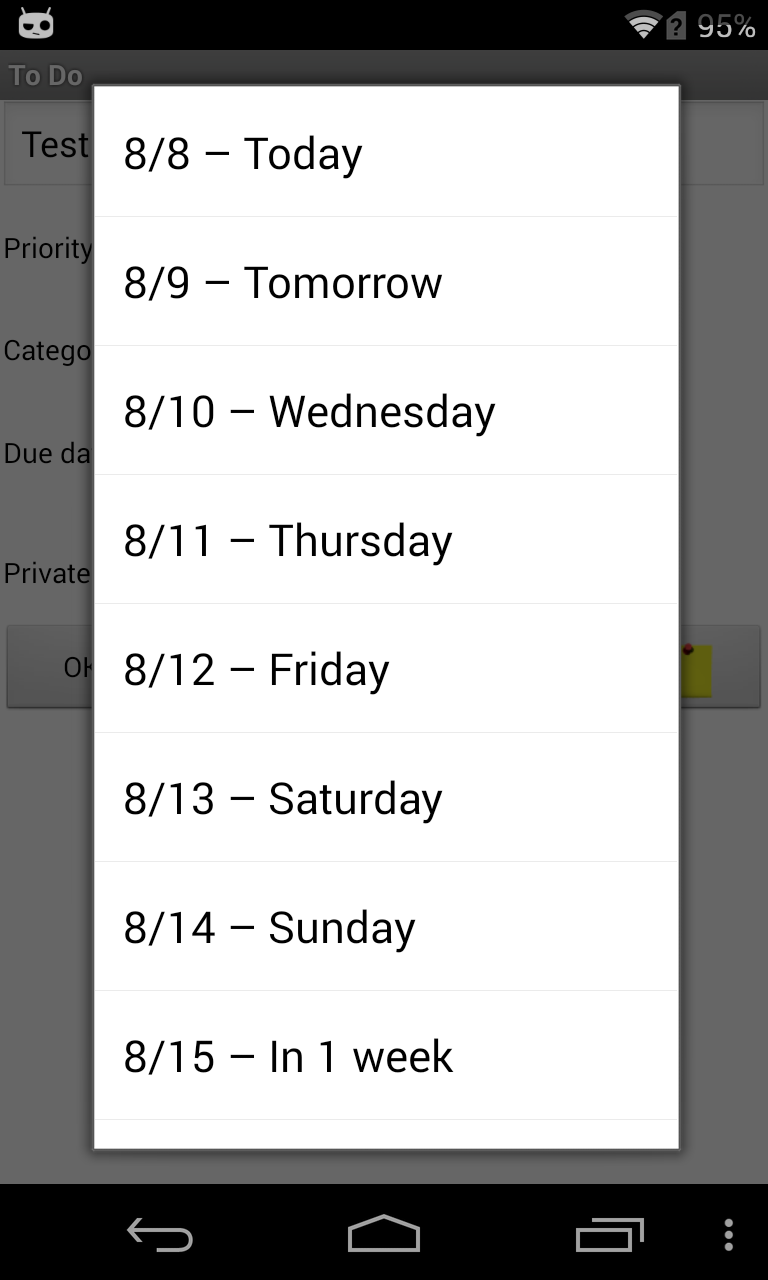 95%
To Do
Test
8/8 – Today
8/9 – Tomorrow
Priority
8/10 – Wednesday
Catego
8/11 – Thursday
Due da
8/12 – Friday
Private
OK
8/13 – Saturday
8/14 – Sunday
8/15 – In 1 week